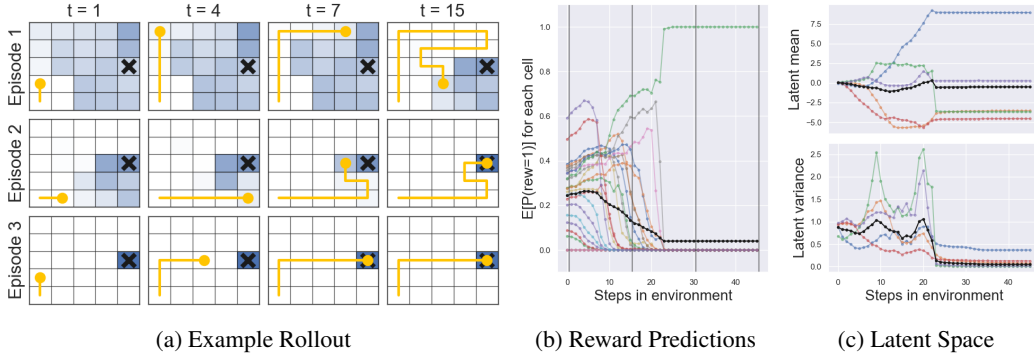 t = 1 t = 4 t = 7 t = 15
Episode 1
Episode 2
Episode 3
(a) Example Rollout
E[P(rew=1)] for each cell
1.0
0.8
0.6
0.4
0.2
0.0
0 10 20 30 40
Steps in environment
(b) Reward Predictions
Latent mean
7.5
5.0
2.5
0.0
−2.5
−5.0
Latent variance
2.5
2.0
1.5
1.0
0.5
0.0
0 10 20 30 40
Steps in environment
(c) Latent Space